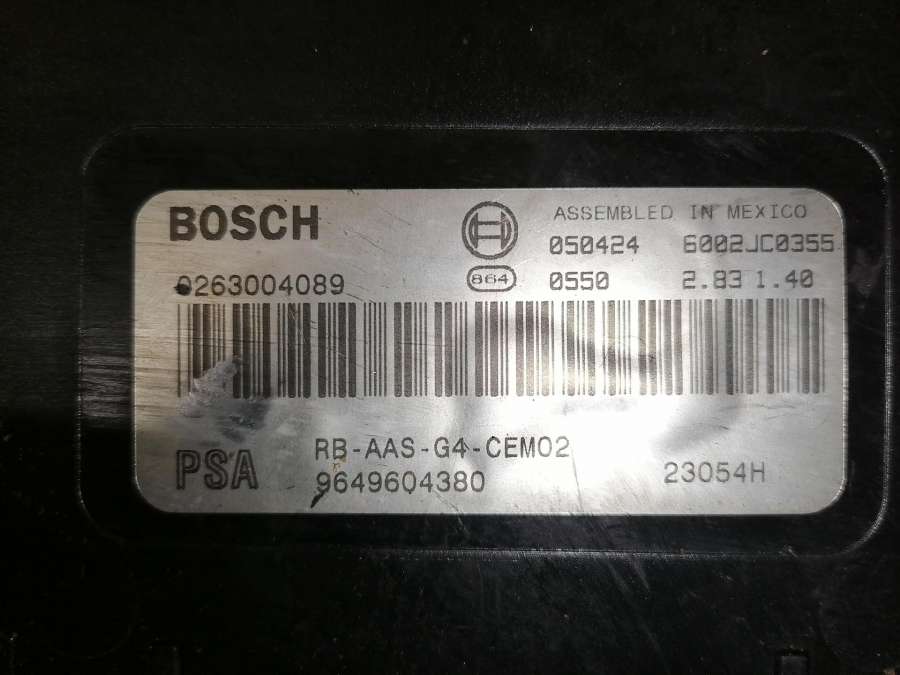 BOSCH
ASSEMBLED IN MEXICO
050424 6002JC0355
0263004089
864
0550 2.83 1.40
RB-AAS-G4-CEM02
PSA
9649604380
23054H